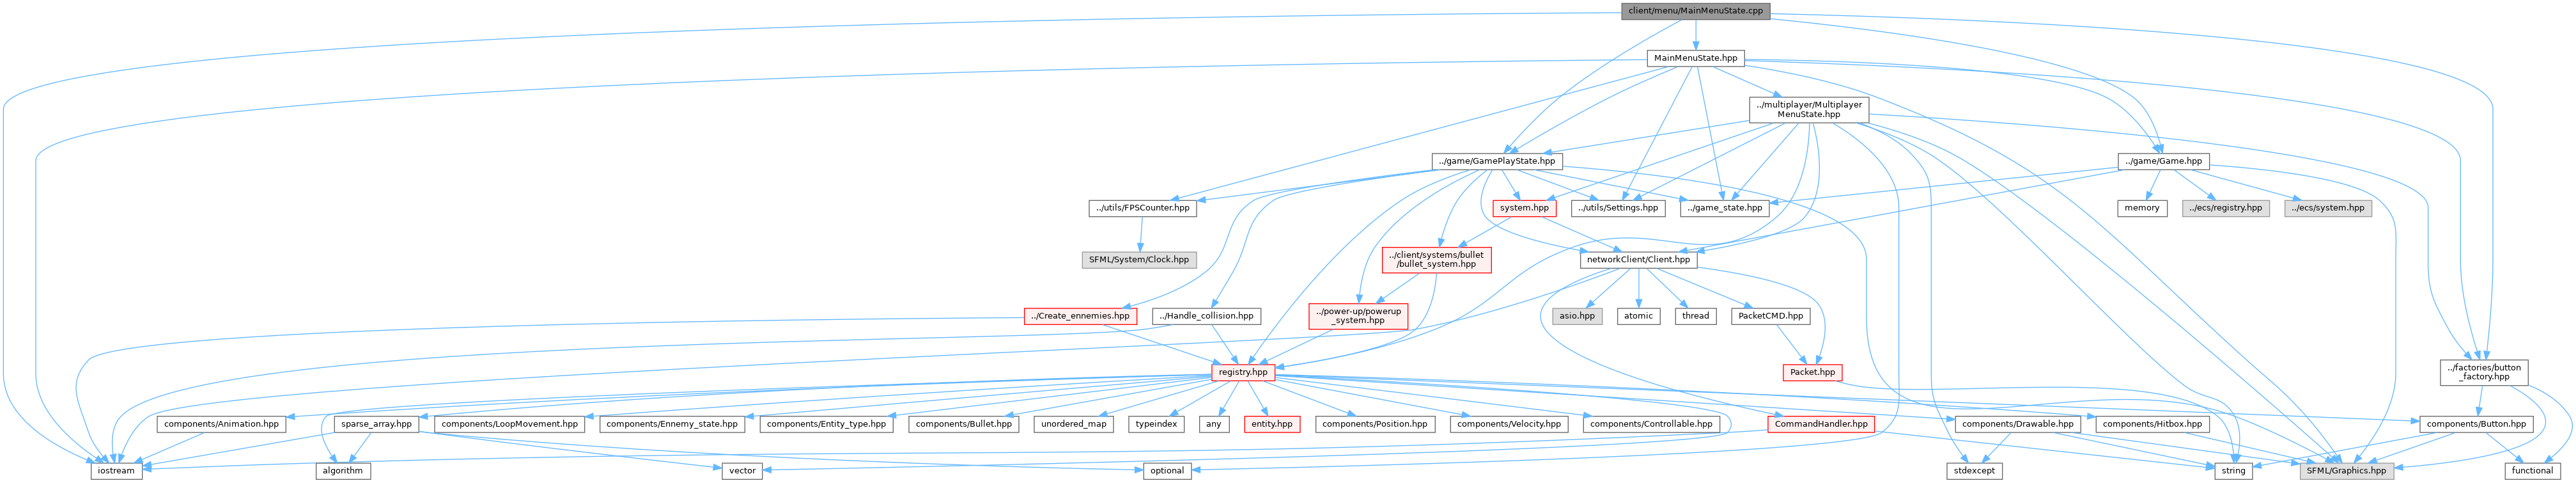 client/menu/MainMenuState.cpp
MainMenuState.hpp
../multiplayer/Multiplayer
MenuState.hpp
../game/GamePlayState.hpp
../game/Game.hpp
../utils/FPSCounter.hpp
system.hpp
../utils/Settings.hpp
../game_state.hpp
memory
../ecs/registry.hpp
../ecs/system.hpp
SFML/System/Clock.hpp
../client/systems/bullet
/bullet_system.hpp
networkClient/Client.hpp
../Create_ennemies.hpp
../Handle_collision.hpp
../power-up/powerup
_system.hpp
asio.hpp
atomic
thread
PacketCMD.hpp
registry.hpp
Packet.hpp
../factories/button
_factory.hpp
components/Animation.hpp
sparse_array.hpp
components/LoopMovement.hpp
components/Ennemy_state.hpp
components/Entity_type.hpp
components/Bullet.hpp
unordered_map
typeindex
any
entity.hpp
components/Position.hpp
components/Velocity.hpp
components/Controllable.hpp
CommandHandler.hpp
components/Drawable.hpp
components/Hitbox.hpp
components/Button.hpp
iostream
algorithm
vector
optional
stdexcept
string
SFML/Graphics.hpp
functional